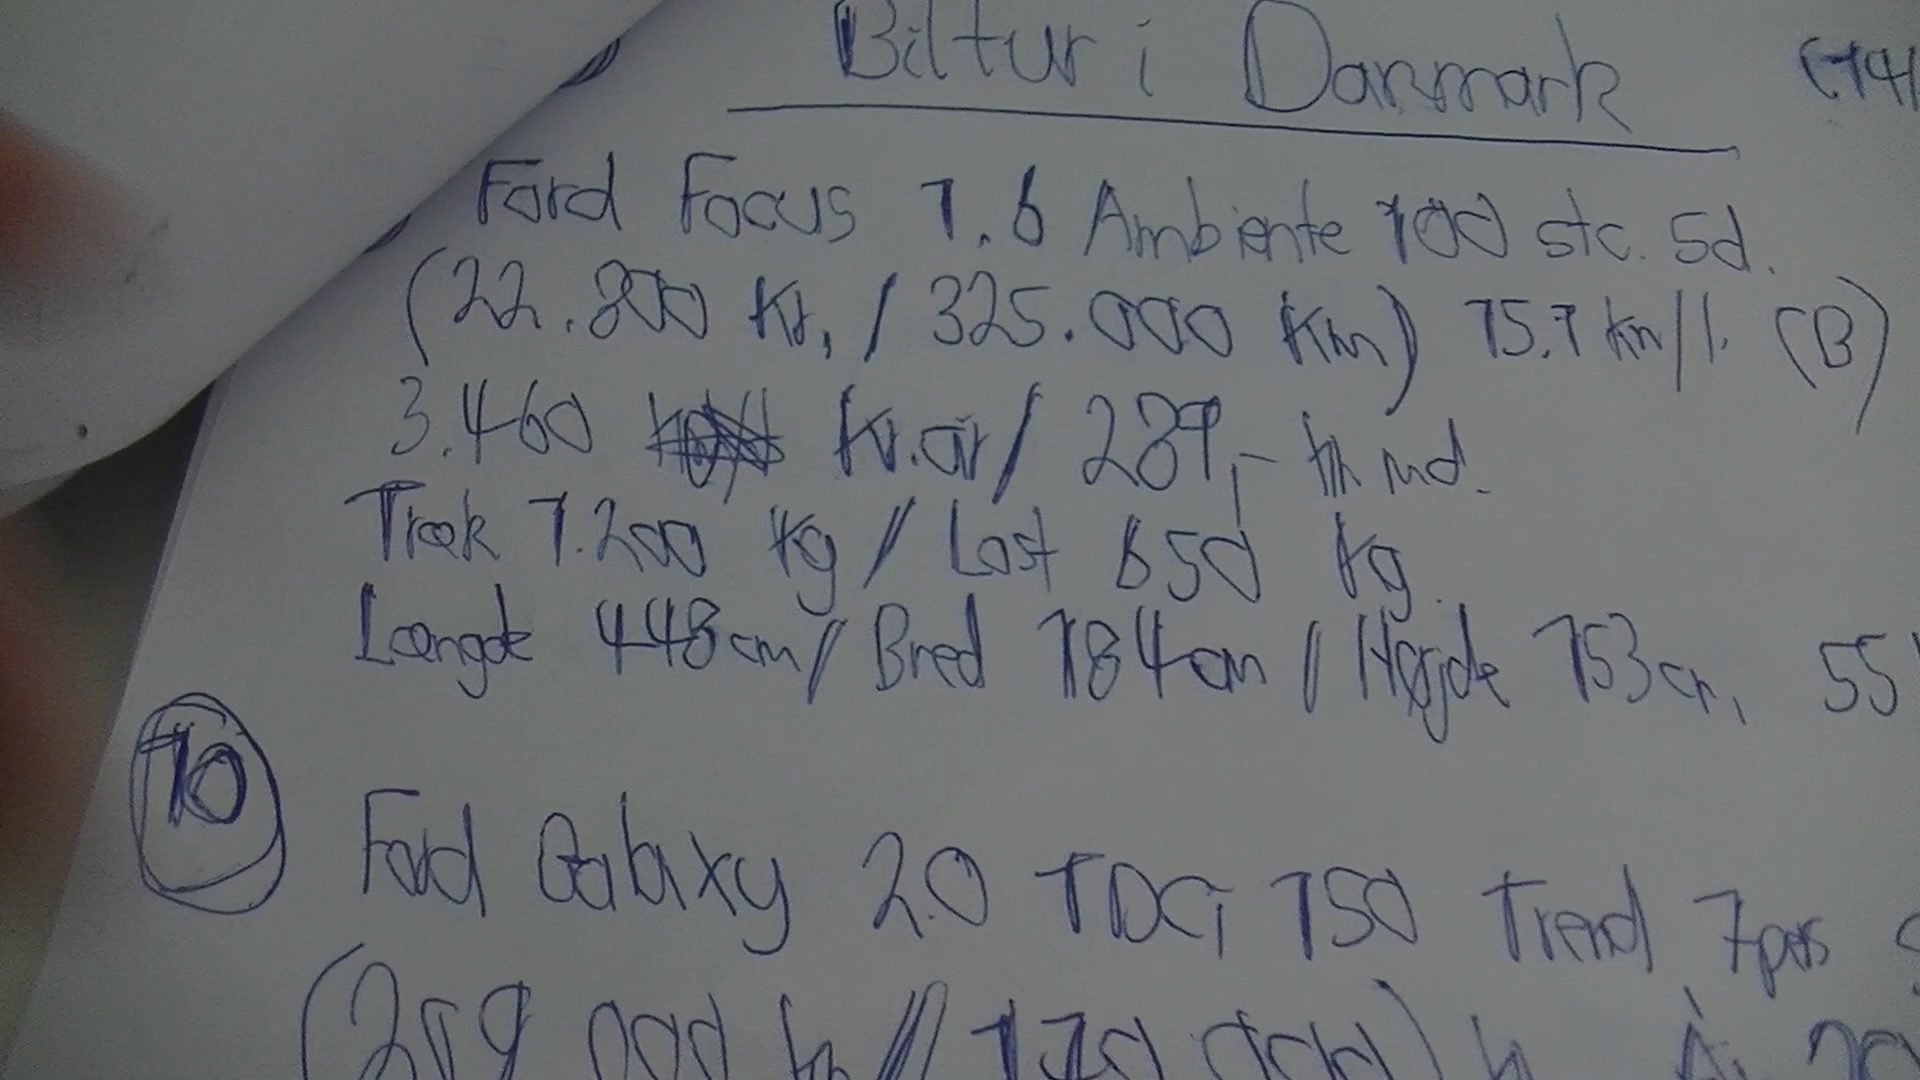 Biltur i Danmark
Ford Focus 1.6 Ambiente 100 stc. 5d.
(22.800 Kr. / 325.000 Km) 15.1 km/l. (B)
3.460 Kr. år / 289,- md.
Træk 1.200 kg / Last 650 kg
Længde 448 cm / Bred 184 cm / Højde 153 cm, 55
10
Ford Galaxy 2.0 TDCi 150 Trend 7 pers